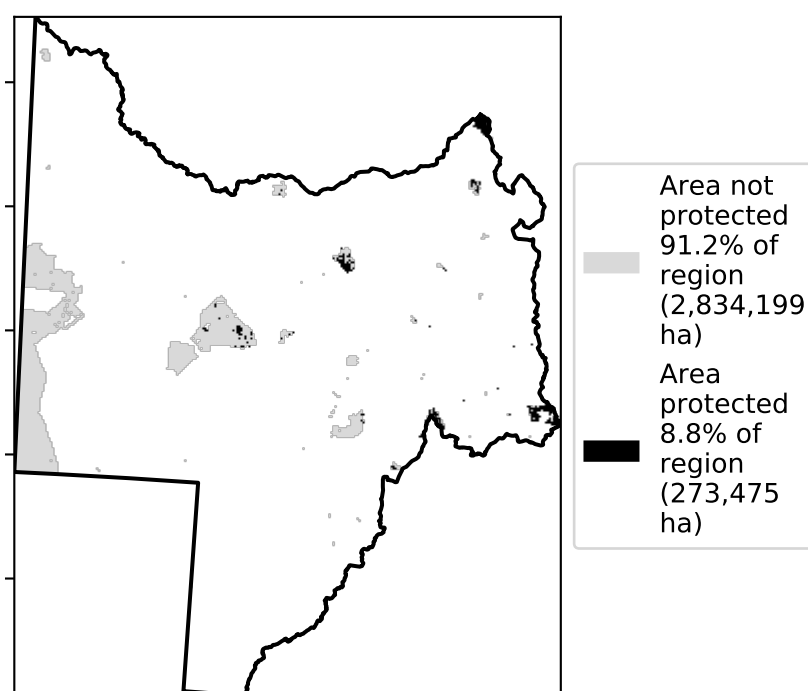 Area not
protected
91.2% of
region
(2,834,199
ha)
Area
protected
8.8% of
region
(273,475
ha)